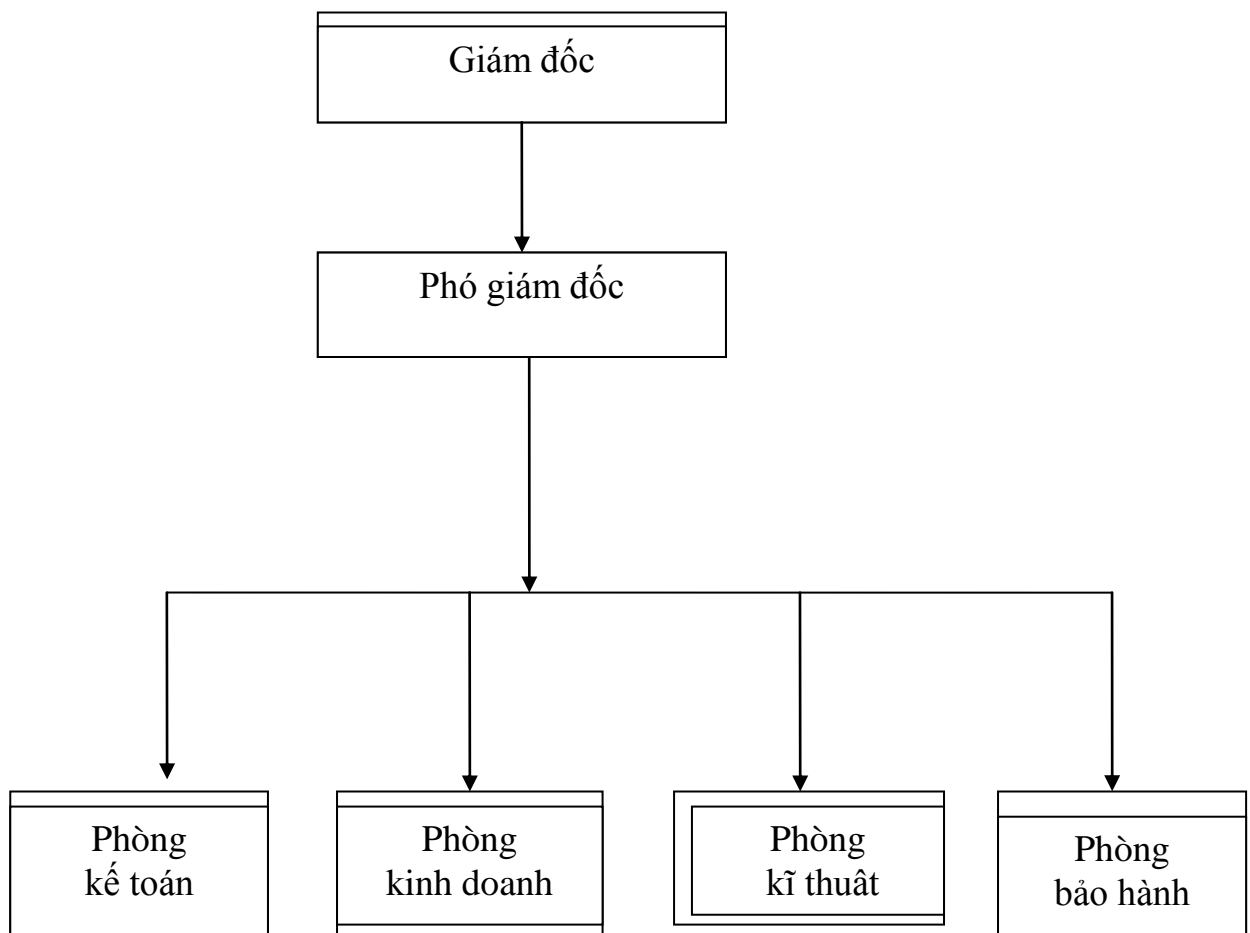 Giám đốc
Phó giám đốc
Phòng
kế toán
Phòng
kinh doanh
Phòng
kĩ thuât
Phòng
bảo hành